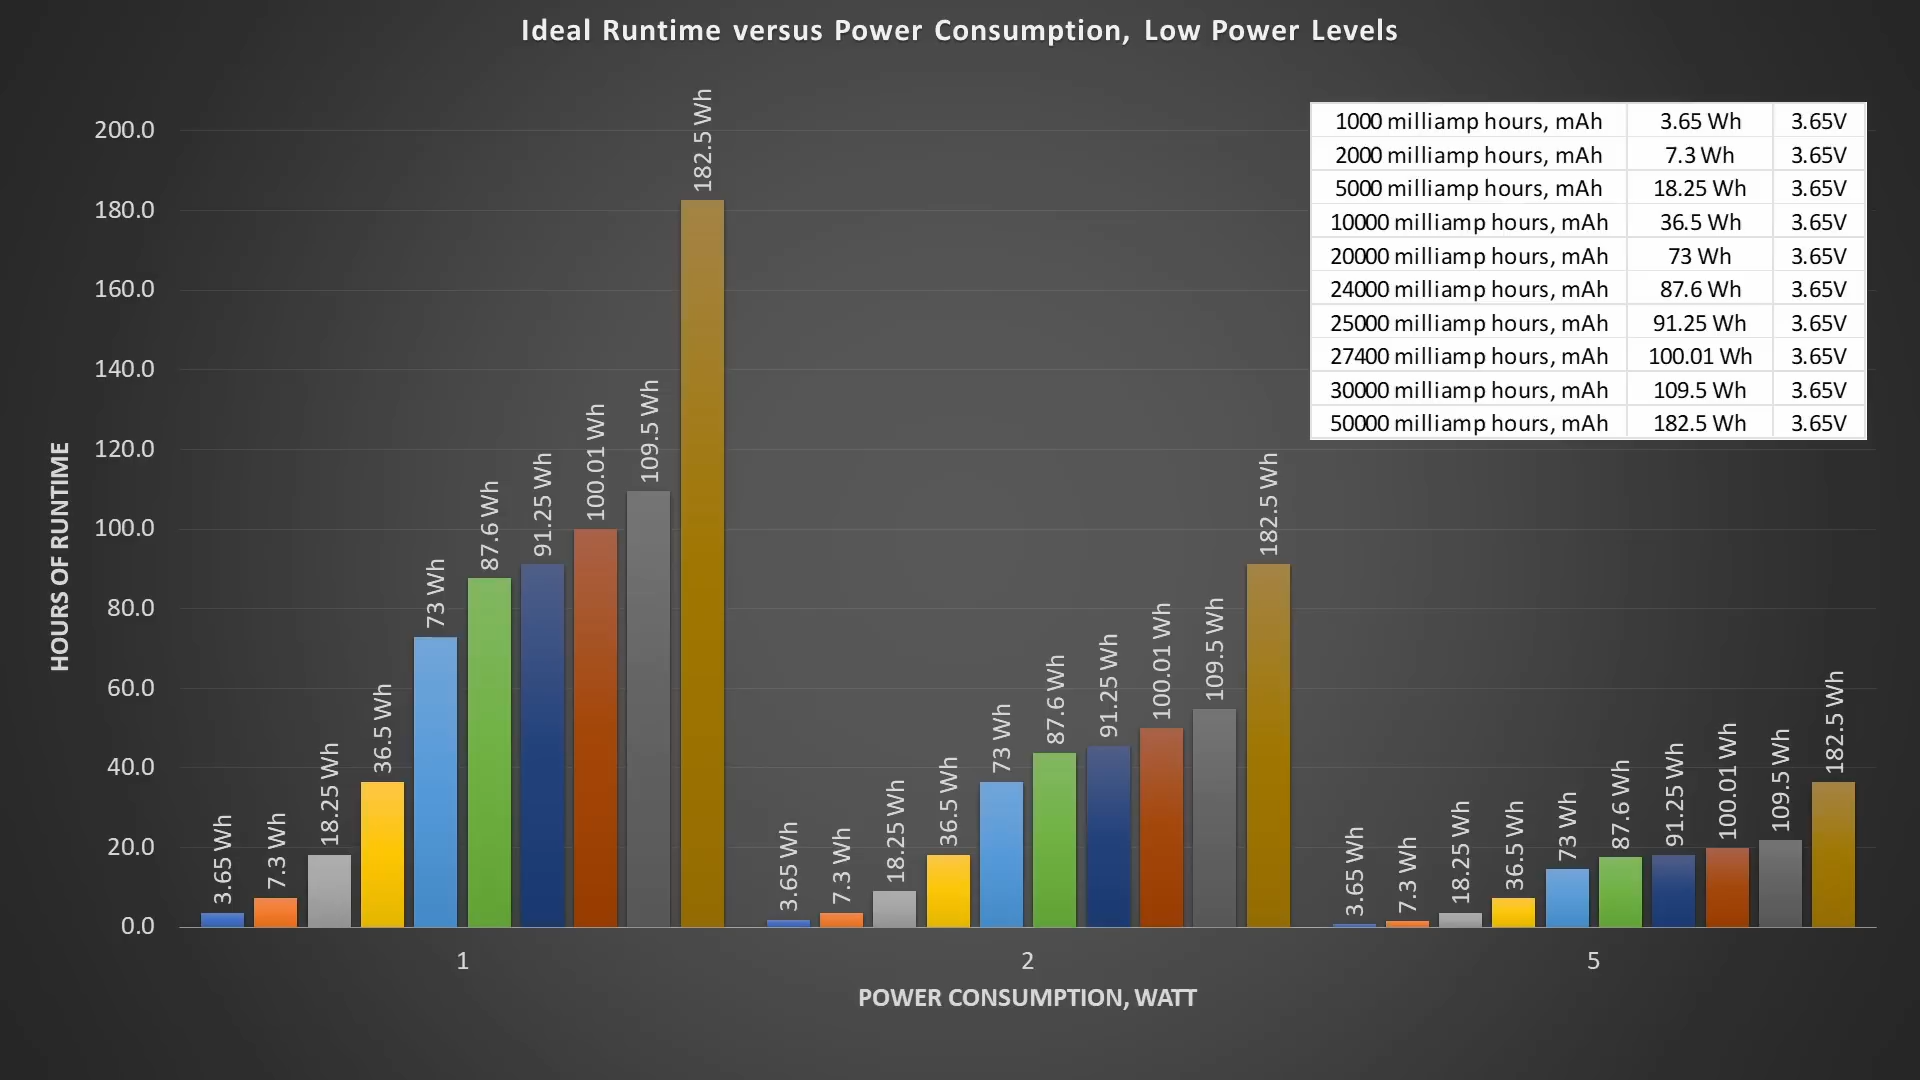 Ideal Runtime versus Power Consumption, Low Power Levels
1000 milliamp hours, mAh 3.65 Wh 3.65V
2000 milliamp hours, mAh 7.3 Wh 3.65V
5000 milliamp hours, mAh 18.25 Wh 3.65V
10000 milliamp hours, mAh 36.5 Wh 3.65V
20000 milliamp hours, mAh 73 Wh 3.65V
24000 milliamp hours, mAh 87.6 Wh 3.65V
25000 milliamp hours, mAh 91.25 Wh 3.65V
27400 milliamp hours, mAh 100.01 Wh 3.65V
30000 milliamp hours, mAh 109.5 Wh 3.65V
50000 milliamp hours, mAh 182.5 Wh 3.65V
HOURS OF RUNTIME
200.0
180.0
160.0
140.0
120.0
100.0
80.0
60.0
40.0
20.0
0.0
3.65 Wh
7.3 Wh
18.25 Wh
36.5 Wh
73 Wh
87.6 Wh
91.25 Wh
100.01 Wh
109.5 Wh
182.5 Wh
3.65 Wh
7.3 Wh
18.25 Wh
36.5 Wh
73 Wh
87.6 Wh
91.25 Wh
100.01 Wh
109.5 Wh
182.5 Wh
3.65 Wh
7.3 Wh
18.25 Wh
36.5 Wh
73 Wh
87.6 Wh
91.25 Wh
100.01 Wh
109.5 Wh
182.5 Wh
1 2 5
POWER CONSUMPTION, WATT